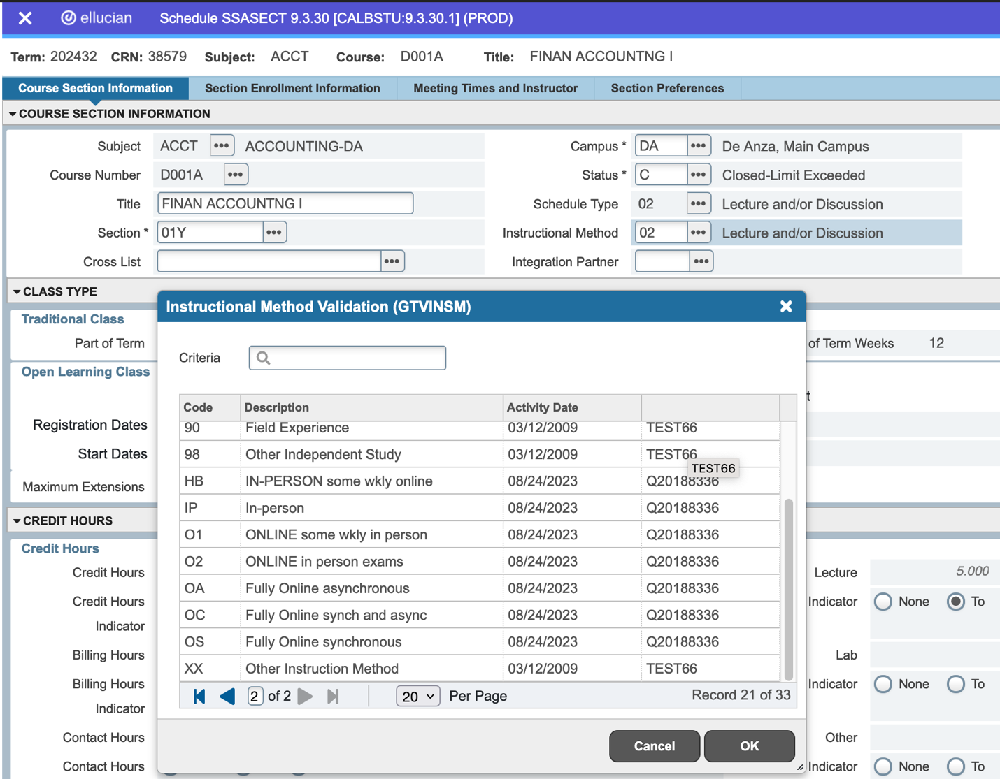 ellucian Schedule SSASECT 9.3.30 [CALBSTU:9.3.30.1] (PROD)
Term: 202432 CRN: 38579 Subject: ACCT Course: D001A Title: FINAN ACCOUNTNG I
Course Section Information Section Enrollment Information Meeting Times and Instructor Section Preferences
COURSE SECTION INFORMATION
Subject ACCT ••• ACCOUNTING-DA Campus * DA ••• De Anza, Main Campus
Course Number D001A ••• Status * C ••• Closed-Limit Exceeded
Title FINAN ACCOUNTNG I Schedule Type 02 ••• Lecture and/or Discussion
Section * 01Y ••• Instructional Method 02 ••• Lecture and/or Discussion
Cross List ••• Integration Partner •••
CLASS TYPE
Traditional Class
Part of Term of Term Weeks 12
Open Learning Class
t
Registration Dates
Start Dates
Maximum Extensions
CREDIT HOURS
Credit Hours
Credit Hours Lecture 5.000
Credit Hours Indicator None To
Indicator
Billing Hours Lab
Billing Hours Indicator None To
Indicator
Contact Hours Other
Contact Hours Indicator None To
Instructional Method Validation (GTVINSM)
Criteria
Code Description Activity Date
90 Field Experience 03/12/2009 TEST66
98 Other Independent Study 03/12/2009 TEST66
TEST66
HB IN-PERSON some wkly online 08/24/2023 Q20188336
IP In-person 08/24/2023 Q20188336
O1 ONLINE some wkly in person 08/24/2023 Q20188336
O2 ONLINE in person exams 08/24/2023 Q20188336
OA Fully Online asynchronous 08/24/2023 Q20188336
OC Fully Online synch and async 08/24/2023 Q20188336
OS Fully Online synchronous 08/24/2023 Q20188336
XX Other Instruction Method 03/12/2009 TEST66
2 of 2 20 Per Page Record 21 of 33
Cancel OK